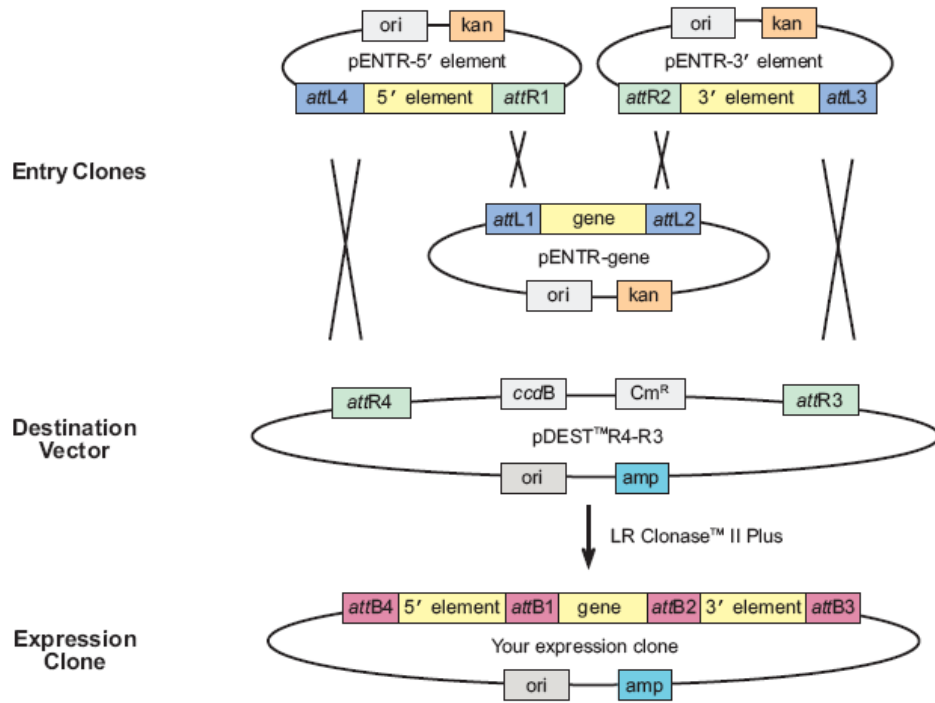 ori kan ori kan
pENTR-5′ element pENTR-3′ element
attL4 5′ element attR1 attR2 3′ element attL3
Entry Clones
attL1 gene attL2
pENTR-gene
ori kan
attR4 ccdB Cmᴿ attR3
Destination
Vector
pDEST™R4-R3
ori amp
LR Clonase™ II Plus
attB4 5′ element attB1 gene attB2 3′ element attB3
Expression
Clone
Your expression clone
ori amp